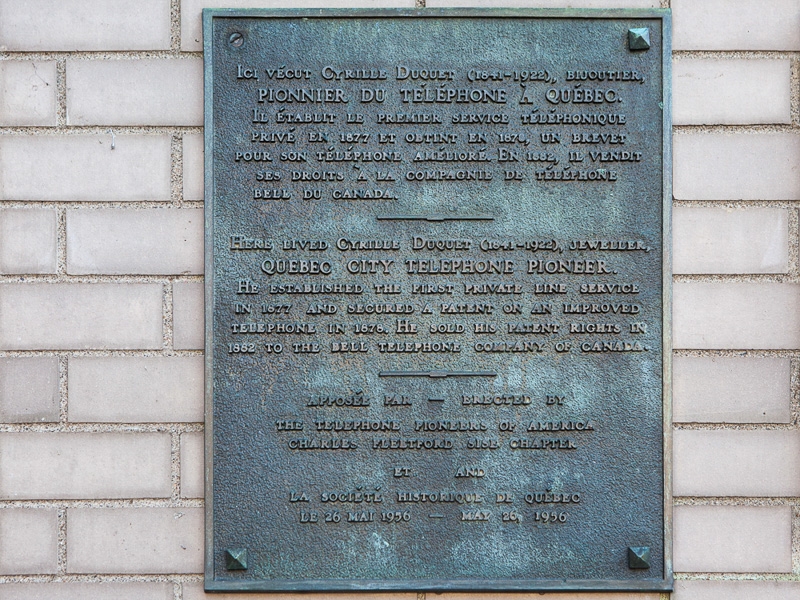 Ici vécut Cyrille Duquet (1841-1922), bijoutier,
pionnier du téléphone à Québec.
Il établit le premier service téléphonique
privé en 1877 et obtint en 1878, un brevet
pour son téléphone amélioré. En 1882, il vendit
ses droits a la Compagnie de Téléphone
Bell du Canada.
Here lived Cyrille Duquet (1841-1922), jeweller,
Quebec City telephone pioneer.
He established the first private line service
in 1877 and secured a patent on an improved
telephone in 1878. He sold his patent rights in
1882 to the Bell Telephone Company of Canada.
Apposée par — Erected by
The Telephone Pioneers of America
Charles Fleetford Sise Chapter
et and
La Société Historique de Québec
le 26 mai 1956 — May 26, 1956